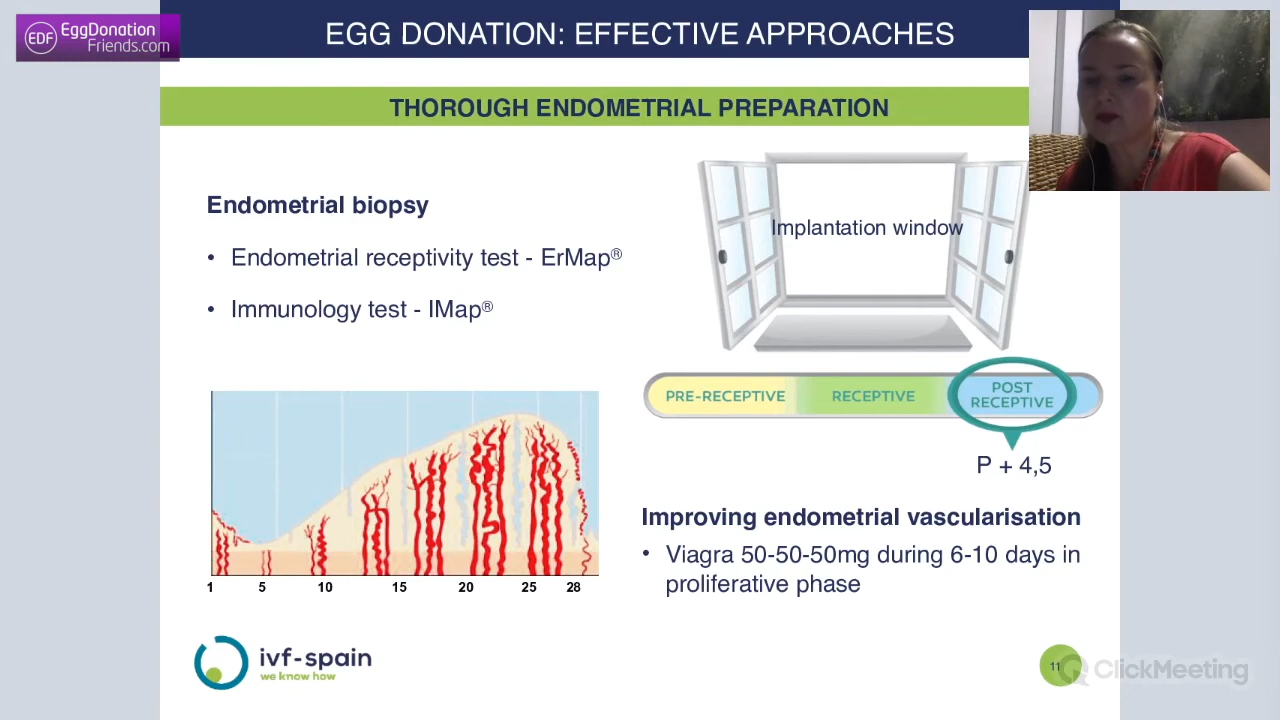 EDF EggDonation
Friends.com
EGG DONATION: EFFECTIVE APPROACHES
THOROUGH ENDOMETRIAL PREPARATION
Endometrial biopsy
• Endometrial receptivity test - ErMap®
• Immunology test - IMap®
Implantation window
PRE-RECEPTIVE RECEPTIVE POST
RECEPTIVE
P + 4,5
1 5 10 15 20 25 28
Improving endometrial vascularisation
• Viagra 50-50-50mg during 6-10 days in
proliferative phase
ivf-spain
we know how
11
ClickMeeting